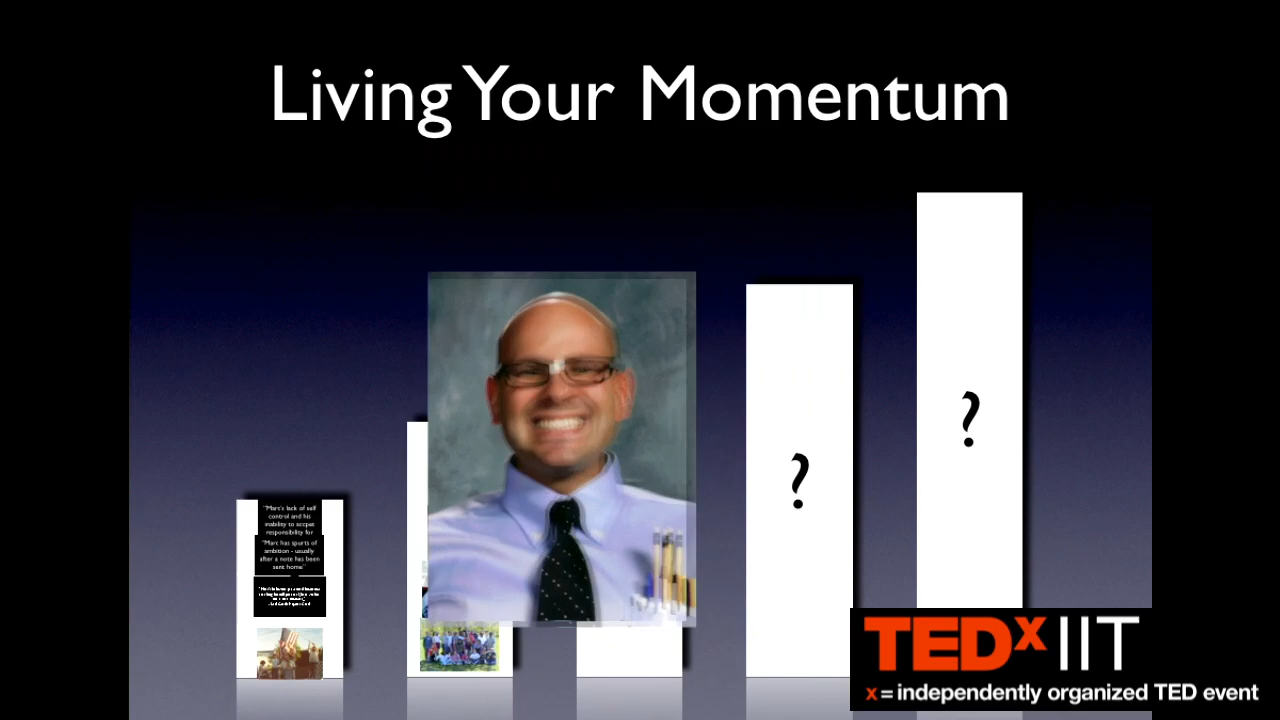 Living Your Momentum
?
?
"Marc's lack of self
control and his
inability to accpet
responsibility for
"Marc has spurts of
ambition - usually
after a note has been
sent home."
TEDx IIT
x = independently organized TED event